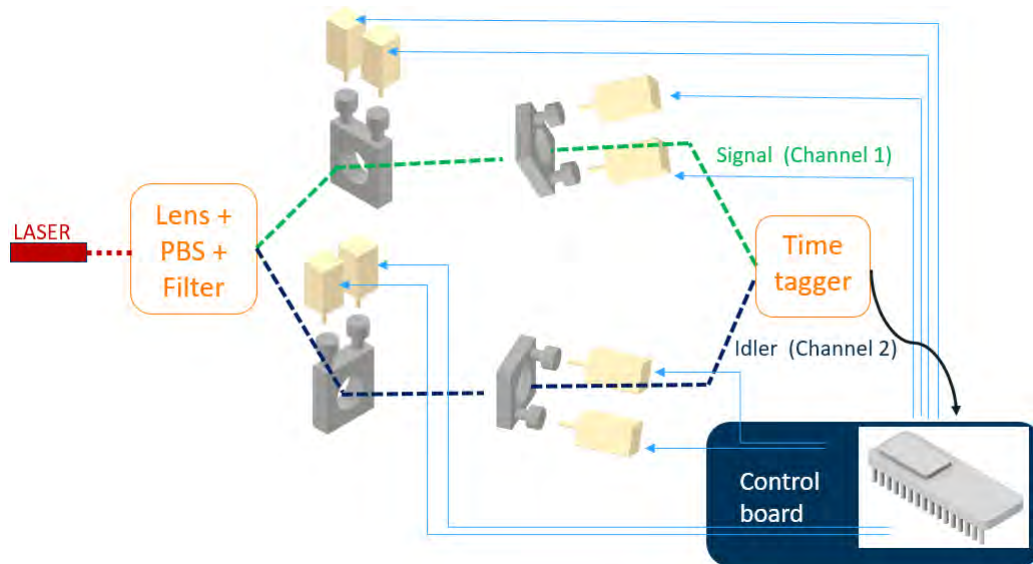 LASER
Lens +
PBS +
Filter
Signal (Channel 1)
Time
tagger
Idler (Channel 2)
Control
board